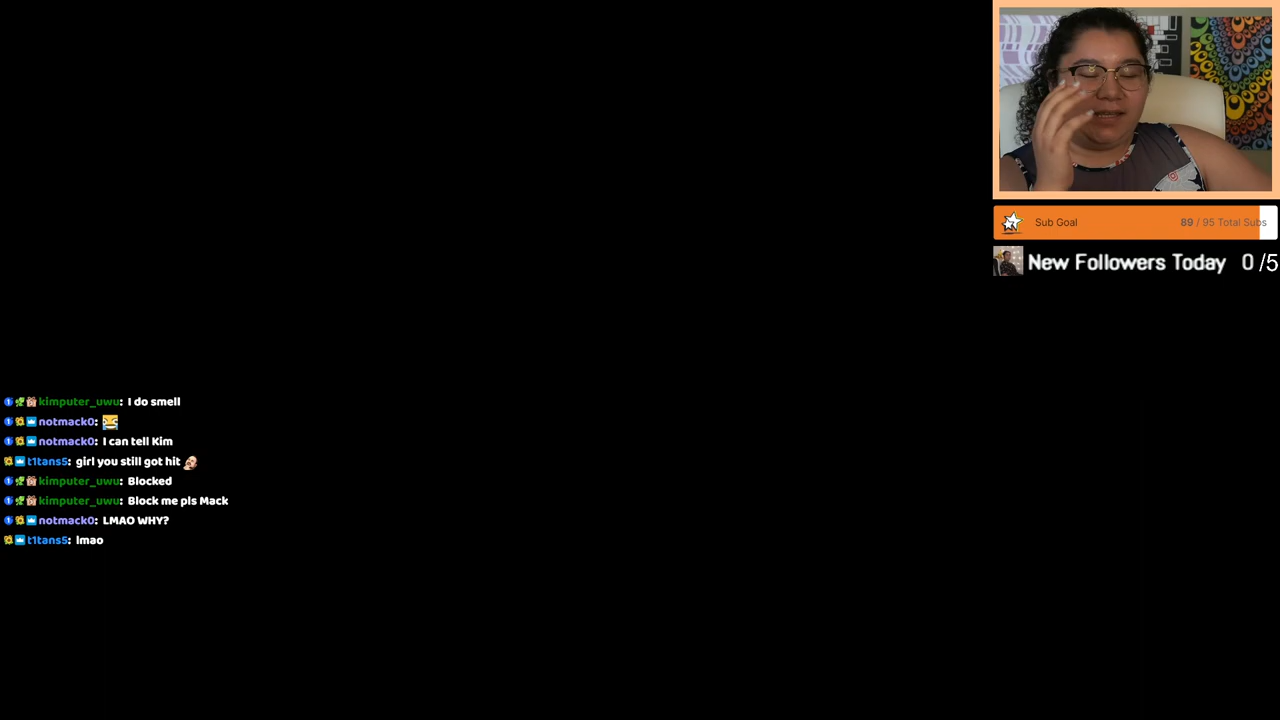 Sub Goal 89 / 95 Total Subs
New Followers Today 0 /5
kimputer_uwu: I do smell
notmack0:
notmack0: I can tell Kim
t1tans5: girl you still got hit
kimputer_uwu: Blocked
kimputer_uwu: Block me pls Mack
notmack0: LMAO WHY?
t1tans5: lmao